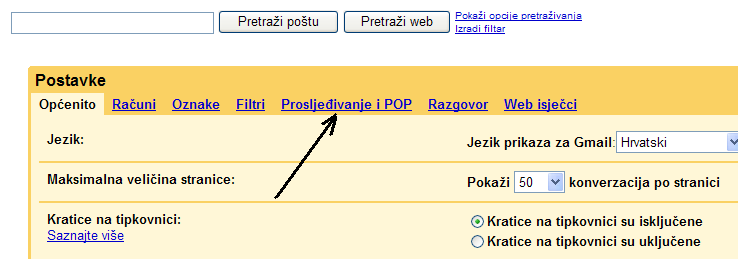 Pretraži poštu Pretraži web Pokaži opcije pretraživanja
Izradi filtar
Postavke
Općenito Računi Oznake Filtri Prosljeđivanje i POP Razgovor Web isječci
Jezik: Jezik prikaza za Gmail: Hrvatski
Maksimalna veličina stranice: Pokaži 50 konverzacija po stranici
Kratice na tipkovnici: Kratice na tipkovnici su isključene
Saznajte više Kratice na tipkovnici su uključene